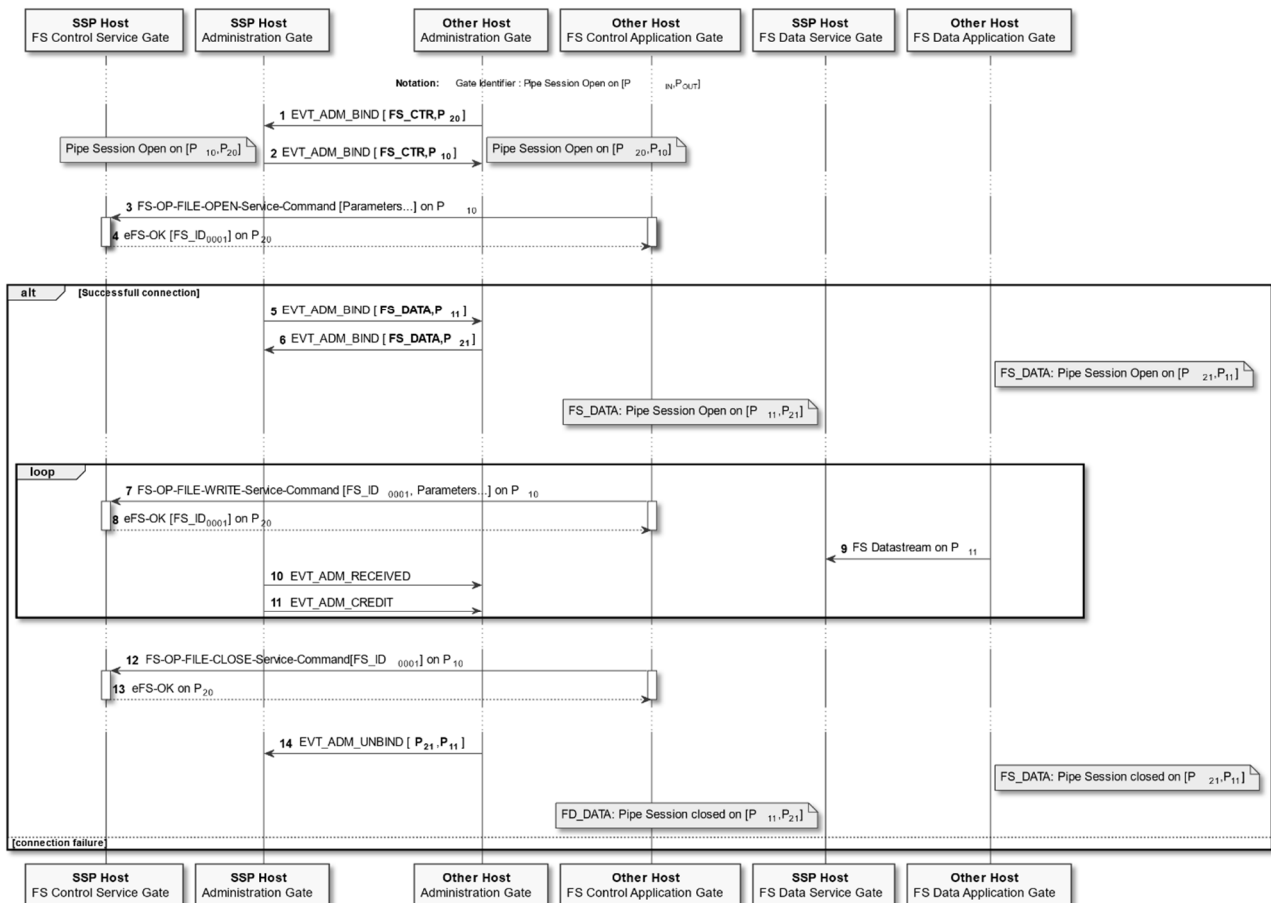 SSP Host
FS Control Service Gate
SSP Host
Administration Gate
Other Host
Administration Gate
Other Host
FS Control Application Gate
SSP Host
FS Data Service Gate
Other Host
FS Data Application Gate
Notation: Gate Identifier : Pipe Session Open on [P IN,POUT]
1 EVT_ADM_BIND [ FS_CTR,P 20]
Pipe Session Open on [P 10,P20]
2 EVT_ADM_BIND [ FS_CTR,P 10]
Pipe Session Open on [P 20,P10]
3 FS-OP-FILE-OPEN-Service-Command [Parameters...] on P 10
4 eFS-OK [FS_ID0001] on P20
alt [Successfull connection]
5 EVT_ADM_BIND [ FS_DATA,P 11]
6 EVT_ADM_BIND [ FS_DATA,P 21]
FS_DATA: Pipe Session Open on [P 21,P11]
FS_DATA: Pipe Session Open on [P 11,P21]
loop
7 FS-OP-FILE-WRITE-Service-Command [FS_ID 0001, Parameters...] on P 10
8 eFS-OK [FS_ID0001] on P20
9 FS Datastream on P 11
10 EVT_ADM_RECEIVED
11 EVT_ADM_CREDIT
12 FS-OP-FILE-CLOSE-Service-Command[FS_ID 0001] on P10
13 eFS-OK on P20
14 EVT_ADM_UNBIND [ P21,P11]
FS_DATA: Pipe Session closed on [P 21,P11]
FD_DATA: Pipe Session closed on [P 11,P21]
[connection failure]
SSP Host
FS Control Service Gate
SSP Host
Administration Gate
Other Host
Administration Gate
Other Host
FS Control Application Gate
SSP Host
FS Data Service Gate
Other Host
FS Data Application Gate